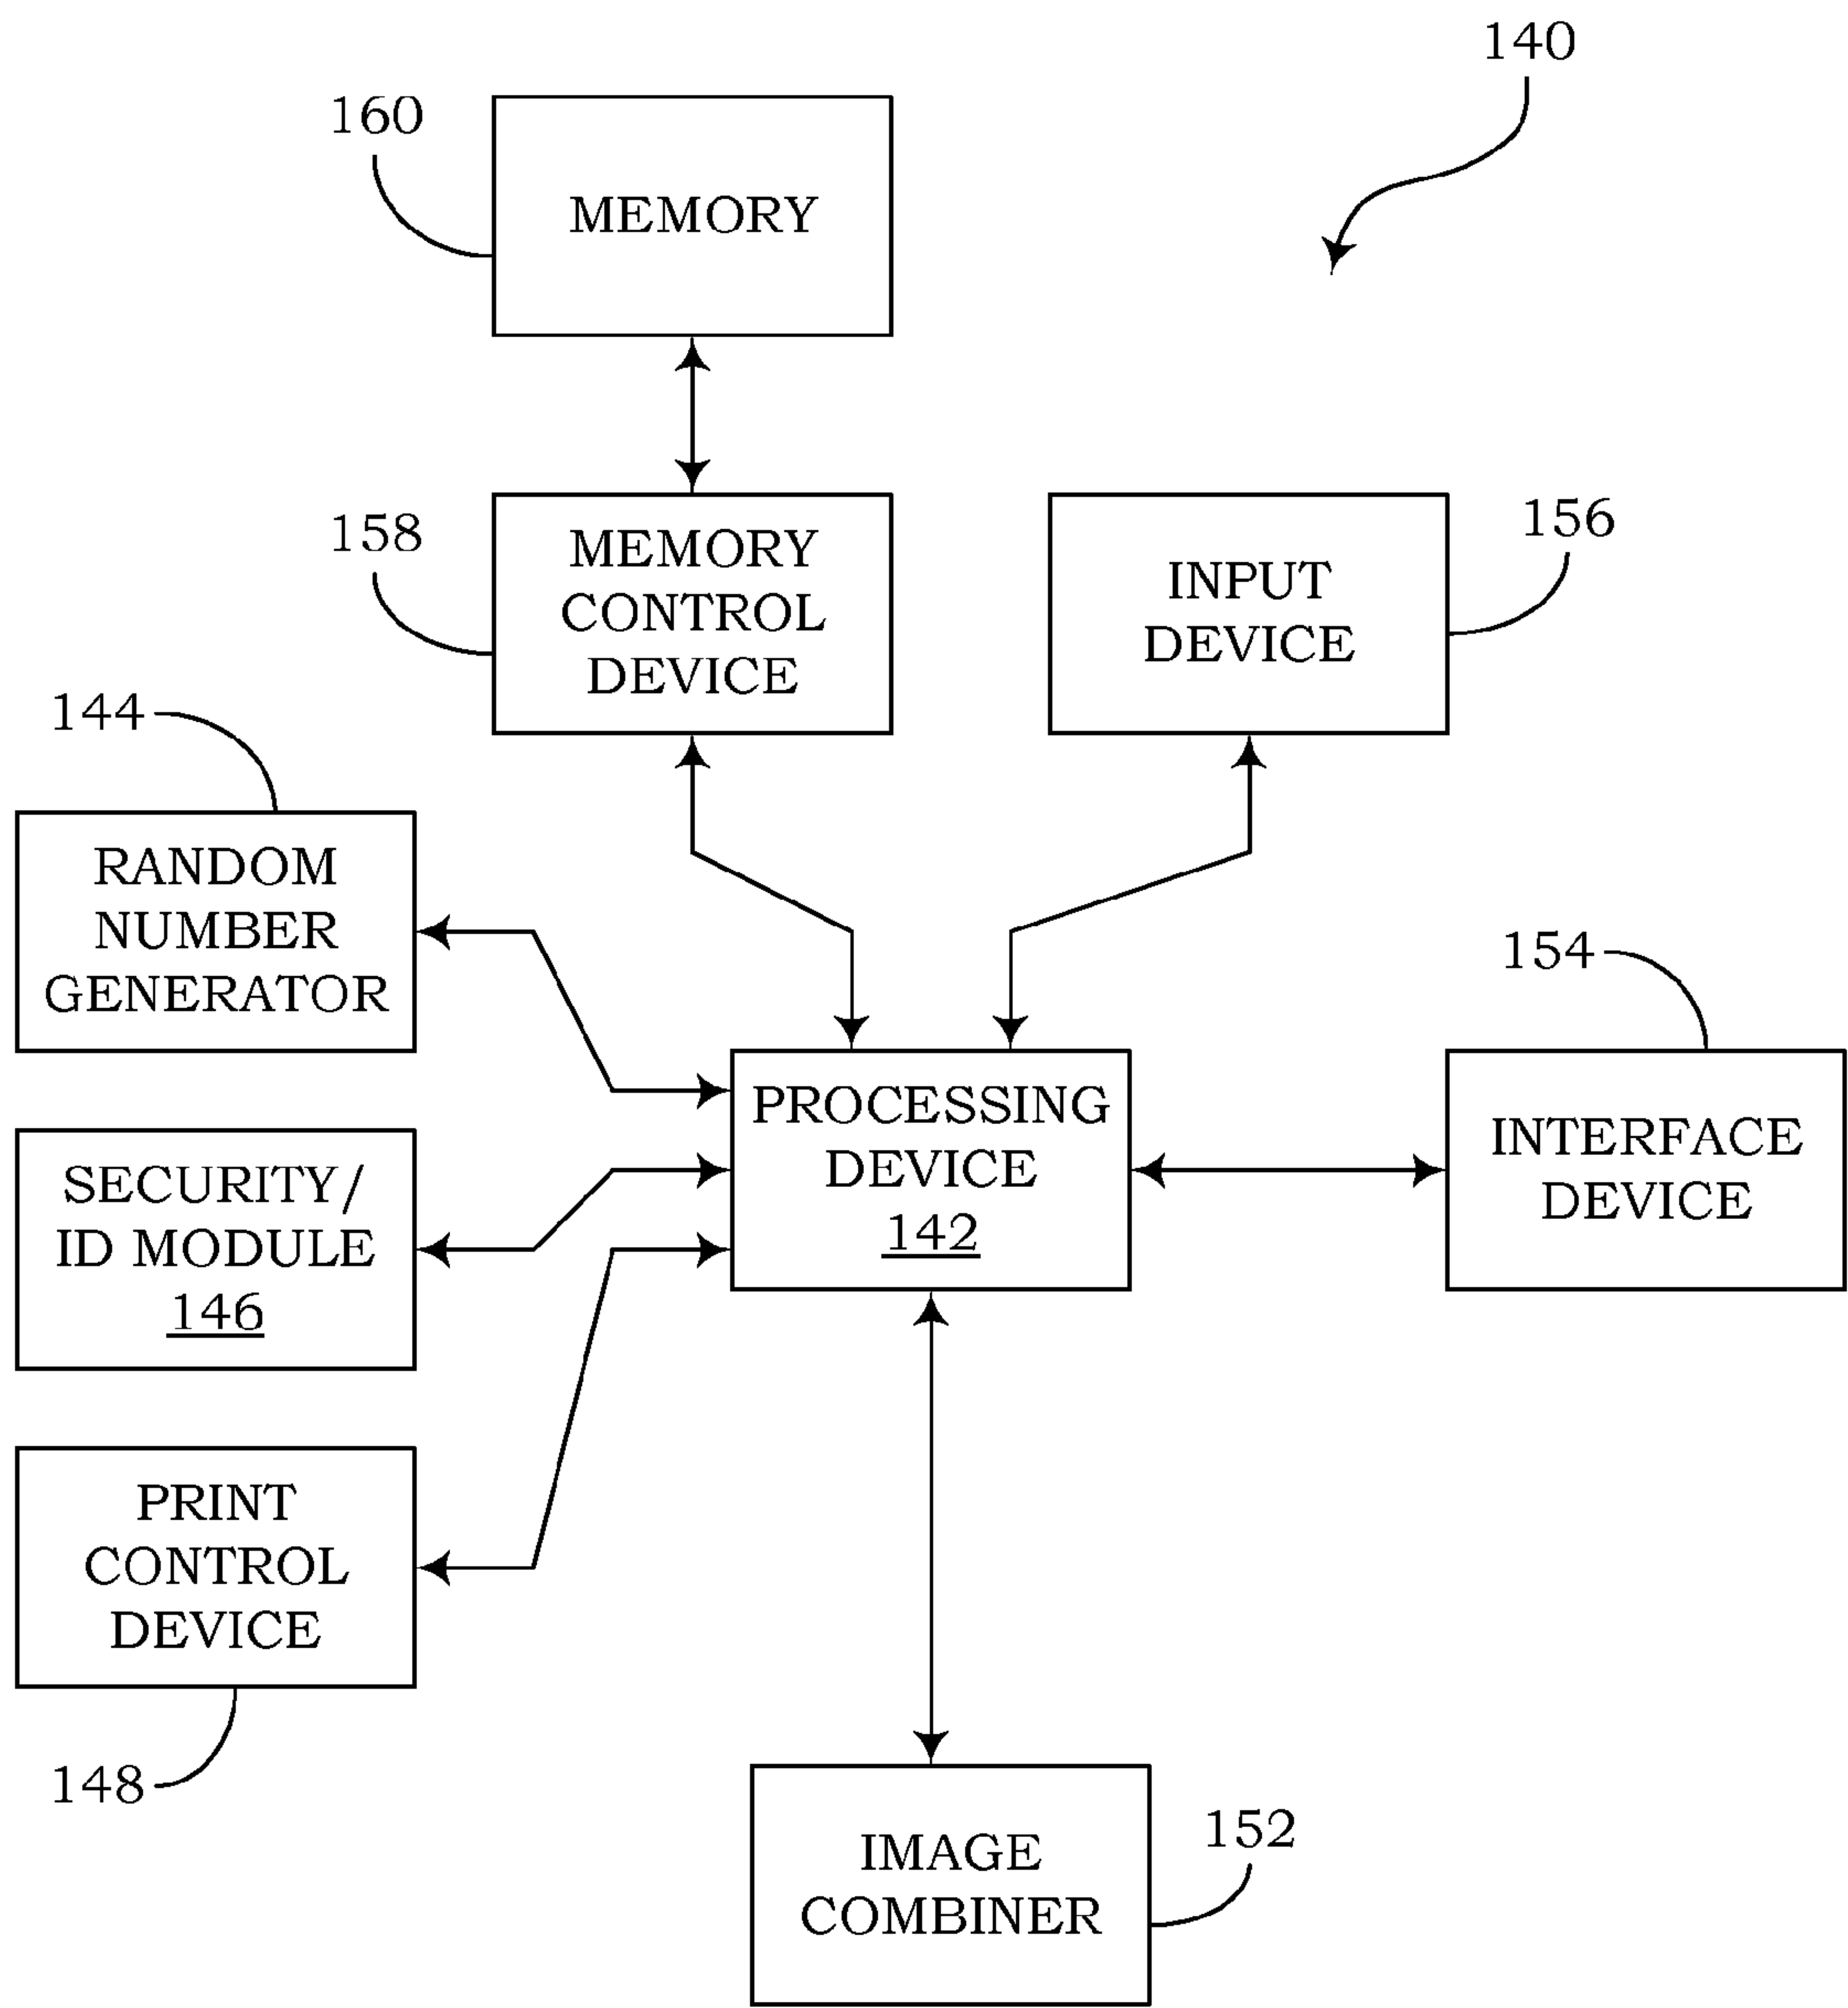 140
160
MEMORY
158
MEMORY
CONTROL
DEVICE
156
INPUT
DEVICE
144
RANDOM
NUMBER
GENERATOR
154
PROCESSING
DEVICE
142
INTERFACE
DEVICE
SECURITY/
ID MODULE
146
PRINT
CONTROL
DEVICE
148
152
IMAGE
COMBINER